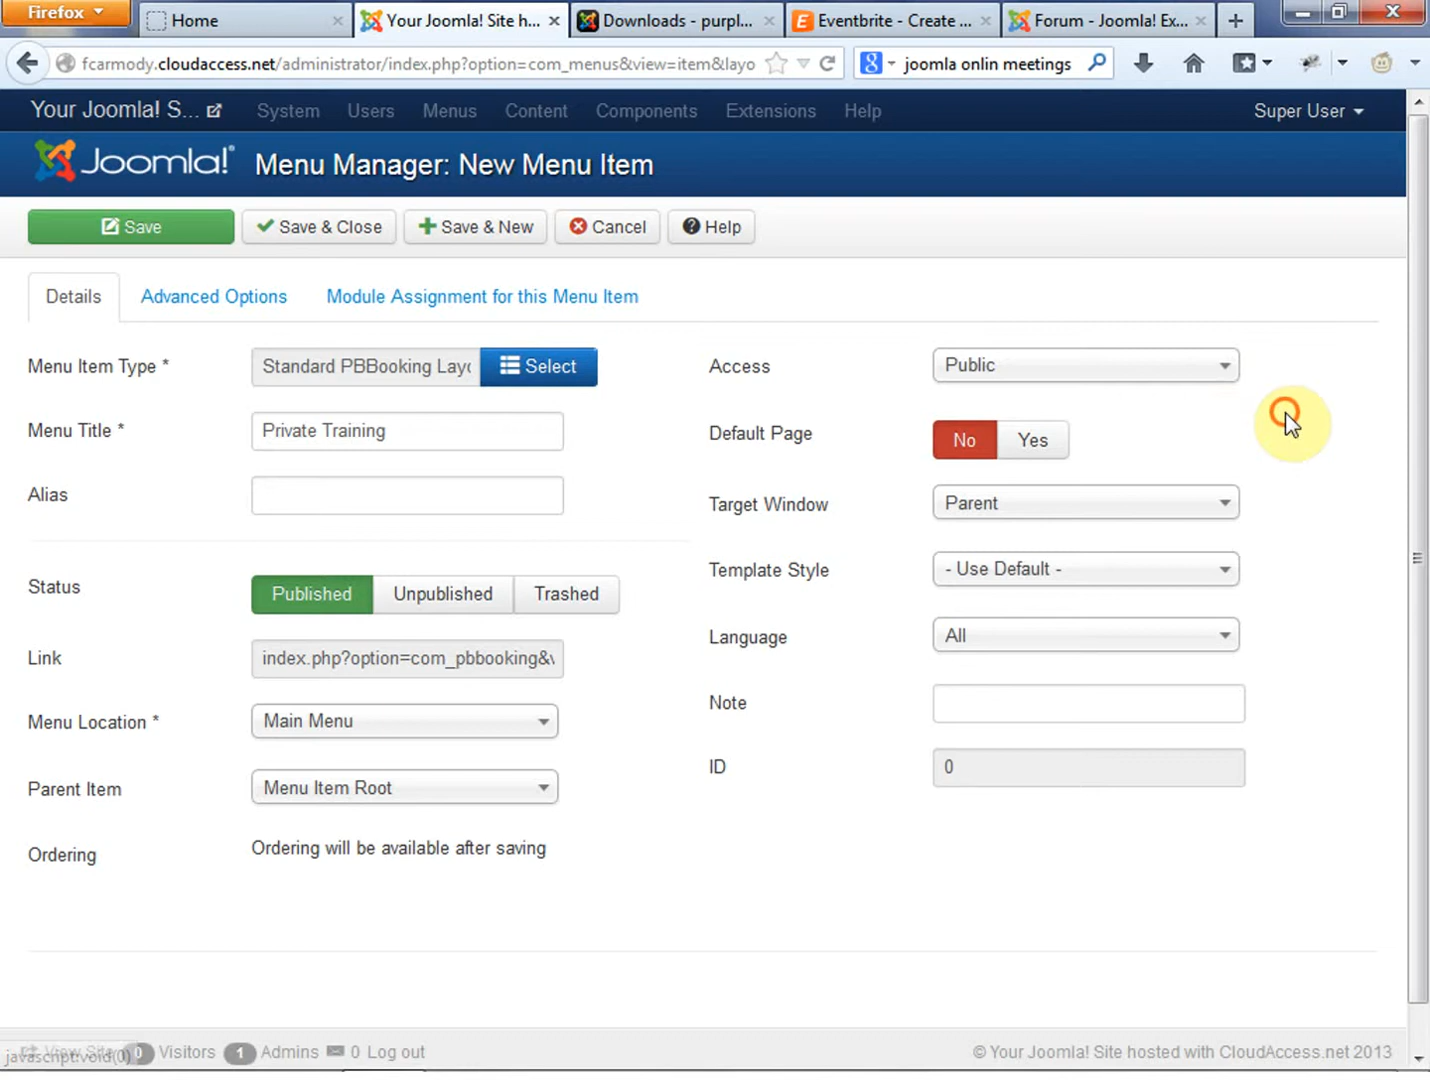 Firefox
Home
Your Joomla! Site h...
Downloads - purpl...
Eventbrite - Create ...
Forum - Joomla! Ex...
fcarmody.cloudaccess.net/administrator/index.php?option=com_menus&view=item&layo
joomla onlin meetings
Your Joomla! S...
System
Users
Menus
Content
Components
Extensions
Help
Super User
Joomla!
Menu Manager: New Menu Item
Save
Save & Close
Save & New
Cancel
Help
Details
Advanced Options
Module Assignment for this Menu Item
Menu Item Type *
Standard PBBooking Layo
Select
Menu Title *
Private Training
Alias
Status
Published
Unpublished
Trashed
Link
index.php?option=com_pbbooking&v
Menu Location *
Main Menu
Parent Item
Menu Item Root
Ordering
Ordering will be available after saving
Access
Public
Default Page
No
Yes
Target Window
Parent
Template Style
- Use Default -
Language
All
Note
ID
0
javascript:void(0)
0 Visitors
1 Admins
0 Log out
© Your Joomla! Site hosted with CloudAccess.net 2013